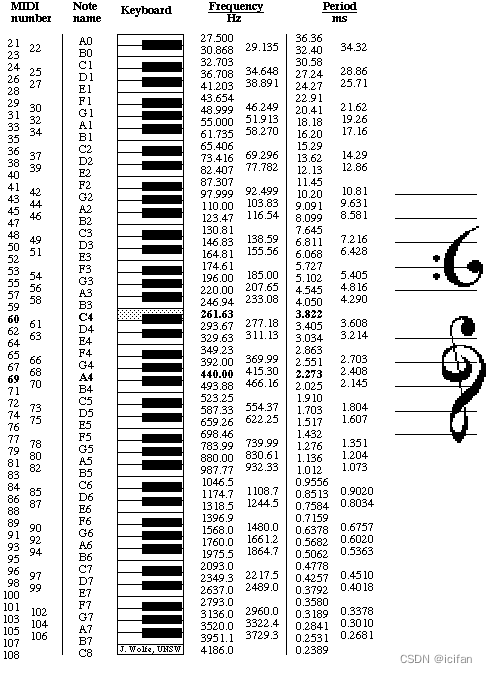 MIDI number Note name Keyboard Frequency Hz Period ms
21 A0 27.500 36.36
22 29.135 34.32
23 B0 30.868 32.40
24 C1 32.703 30.58
25 34.648 28.86
26 D1 36.708 27.24
27 38.891 25.71
28 E1 41.203 24.27
29 F1 43.654 22.91
30 46.249 21.62
31 G1 48.999 20.41
32 51.913 19.26
33 A1 55.000 18.18
34 58.270 17.16
35 B1 61.735 16.20
36 C2 65.406 15.29
37 69.296 14.29
38 D2 73.416 13.62
39 77.782 12.86
40 E2 82.407 12.13
41 F2 87.307 11.45
42 92.499 10.81
43 G2 97.999 10.20
44 103.83 9.631
45 A2 110.00 9.091
46 116.54 8.581
47 B2 123.47 8.099
48 C3 130.81 7.645
49 138.59 7.216
50 D3 146.83 6.811
51 155.56 6.428
52 E3 164.81 6.068
53 F3 174.61 5.727
54 185.00 5.405
55 G3 196.00 5.102
56 207.65 4.816
57 A3 220.00 4.545
58 233.08 4.290
59 B3 246.94 4.050
60 C4 261.63 3.822
61 277.18 3.608
62 D4 293.67 3.405
63 311.13 3.214
64 E4 329.63 3.034
65 F4 349.23 2.863
66 369.99 2.703
67 G4 392.00 2.551
68 415.30 2.408
69 A4 440.00 2.273
70 466.16 2.145
71 B4 493.88 2.025
72 C5 523.25 1.910
73 554.37 1.804
74 D5 587.33 1.703
75 622.25 1.607
76 E5 659.26 1.517
77 F5 698.46 1.432
78 739.99 1.351
79 G5 783.99 1.276
80 830.61 1.204
81 A5 880.00 1.136
82 932.33 1.073
83 B5 987.77 1.012
84 C6 1046.5 0.9556
85 1108.7 0.9020
86 D6 1174.7 0.8513
87 1244.5 0.8034
88 E6 1318.5 0.7584
89 F6 1396.9 0.7159
90 1480.0 0.6757
91 G6 1568.0 0.6378
92 1661.2 0.6020
93 A6 1760.0 0.5682
94 1864.7 0.5363
95 B6 1975.5 0.5062
96 C7 2093.0 0.4778
97 2217.5 0.4510
98 D7 2349.3 0.4257
99 2489.0 0.4018
100 E7 2637.0 0.3792
101 F7 2793.0 0.3580
102 2960.0 0.3378
103 G7 3136.0 0.3189
104 3322.4 0.3010
105 A7 3520.0 0.2841
106 3729.3 0.2681
107 B7 3951.1 0.2531
108 C8 J. Wolfe, UNSW 4186.0 0.2389
CSDN @icifan